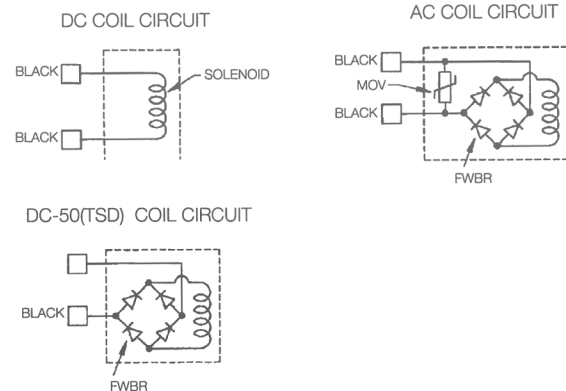 DC COIL CIRCUIT
BLACK
SOLENOID
BLACK
AC COIL CIRCUIT
BLACK
MOV
BLACK
FWBR
DC-50(TSD) COIL CIRCUIT
BLACK
FWBR